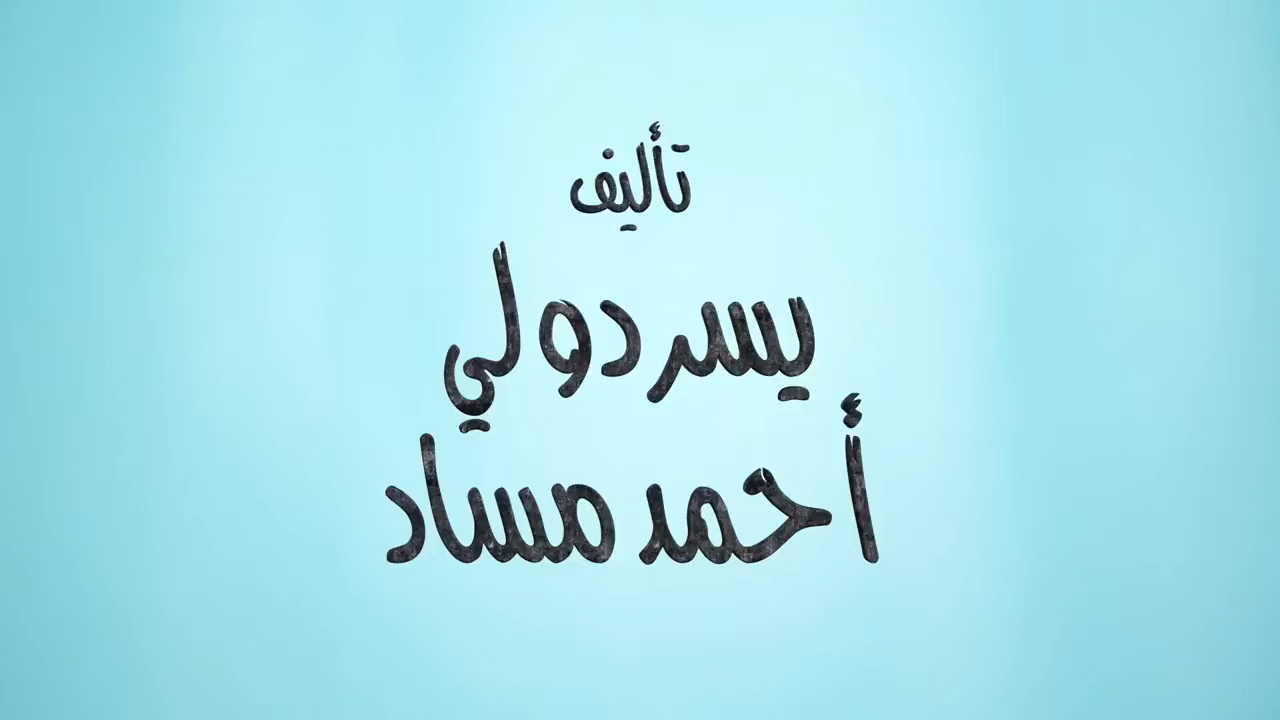 تأليف
يسر دولي
أحمد مساد